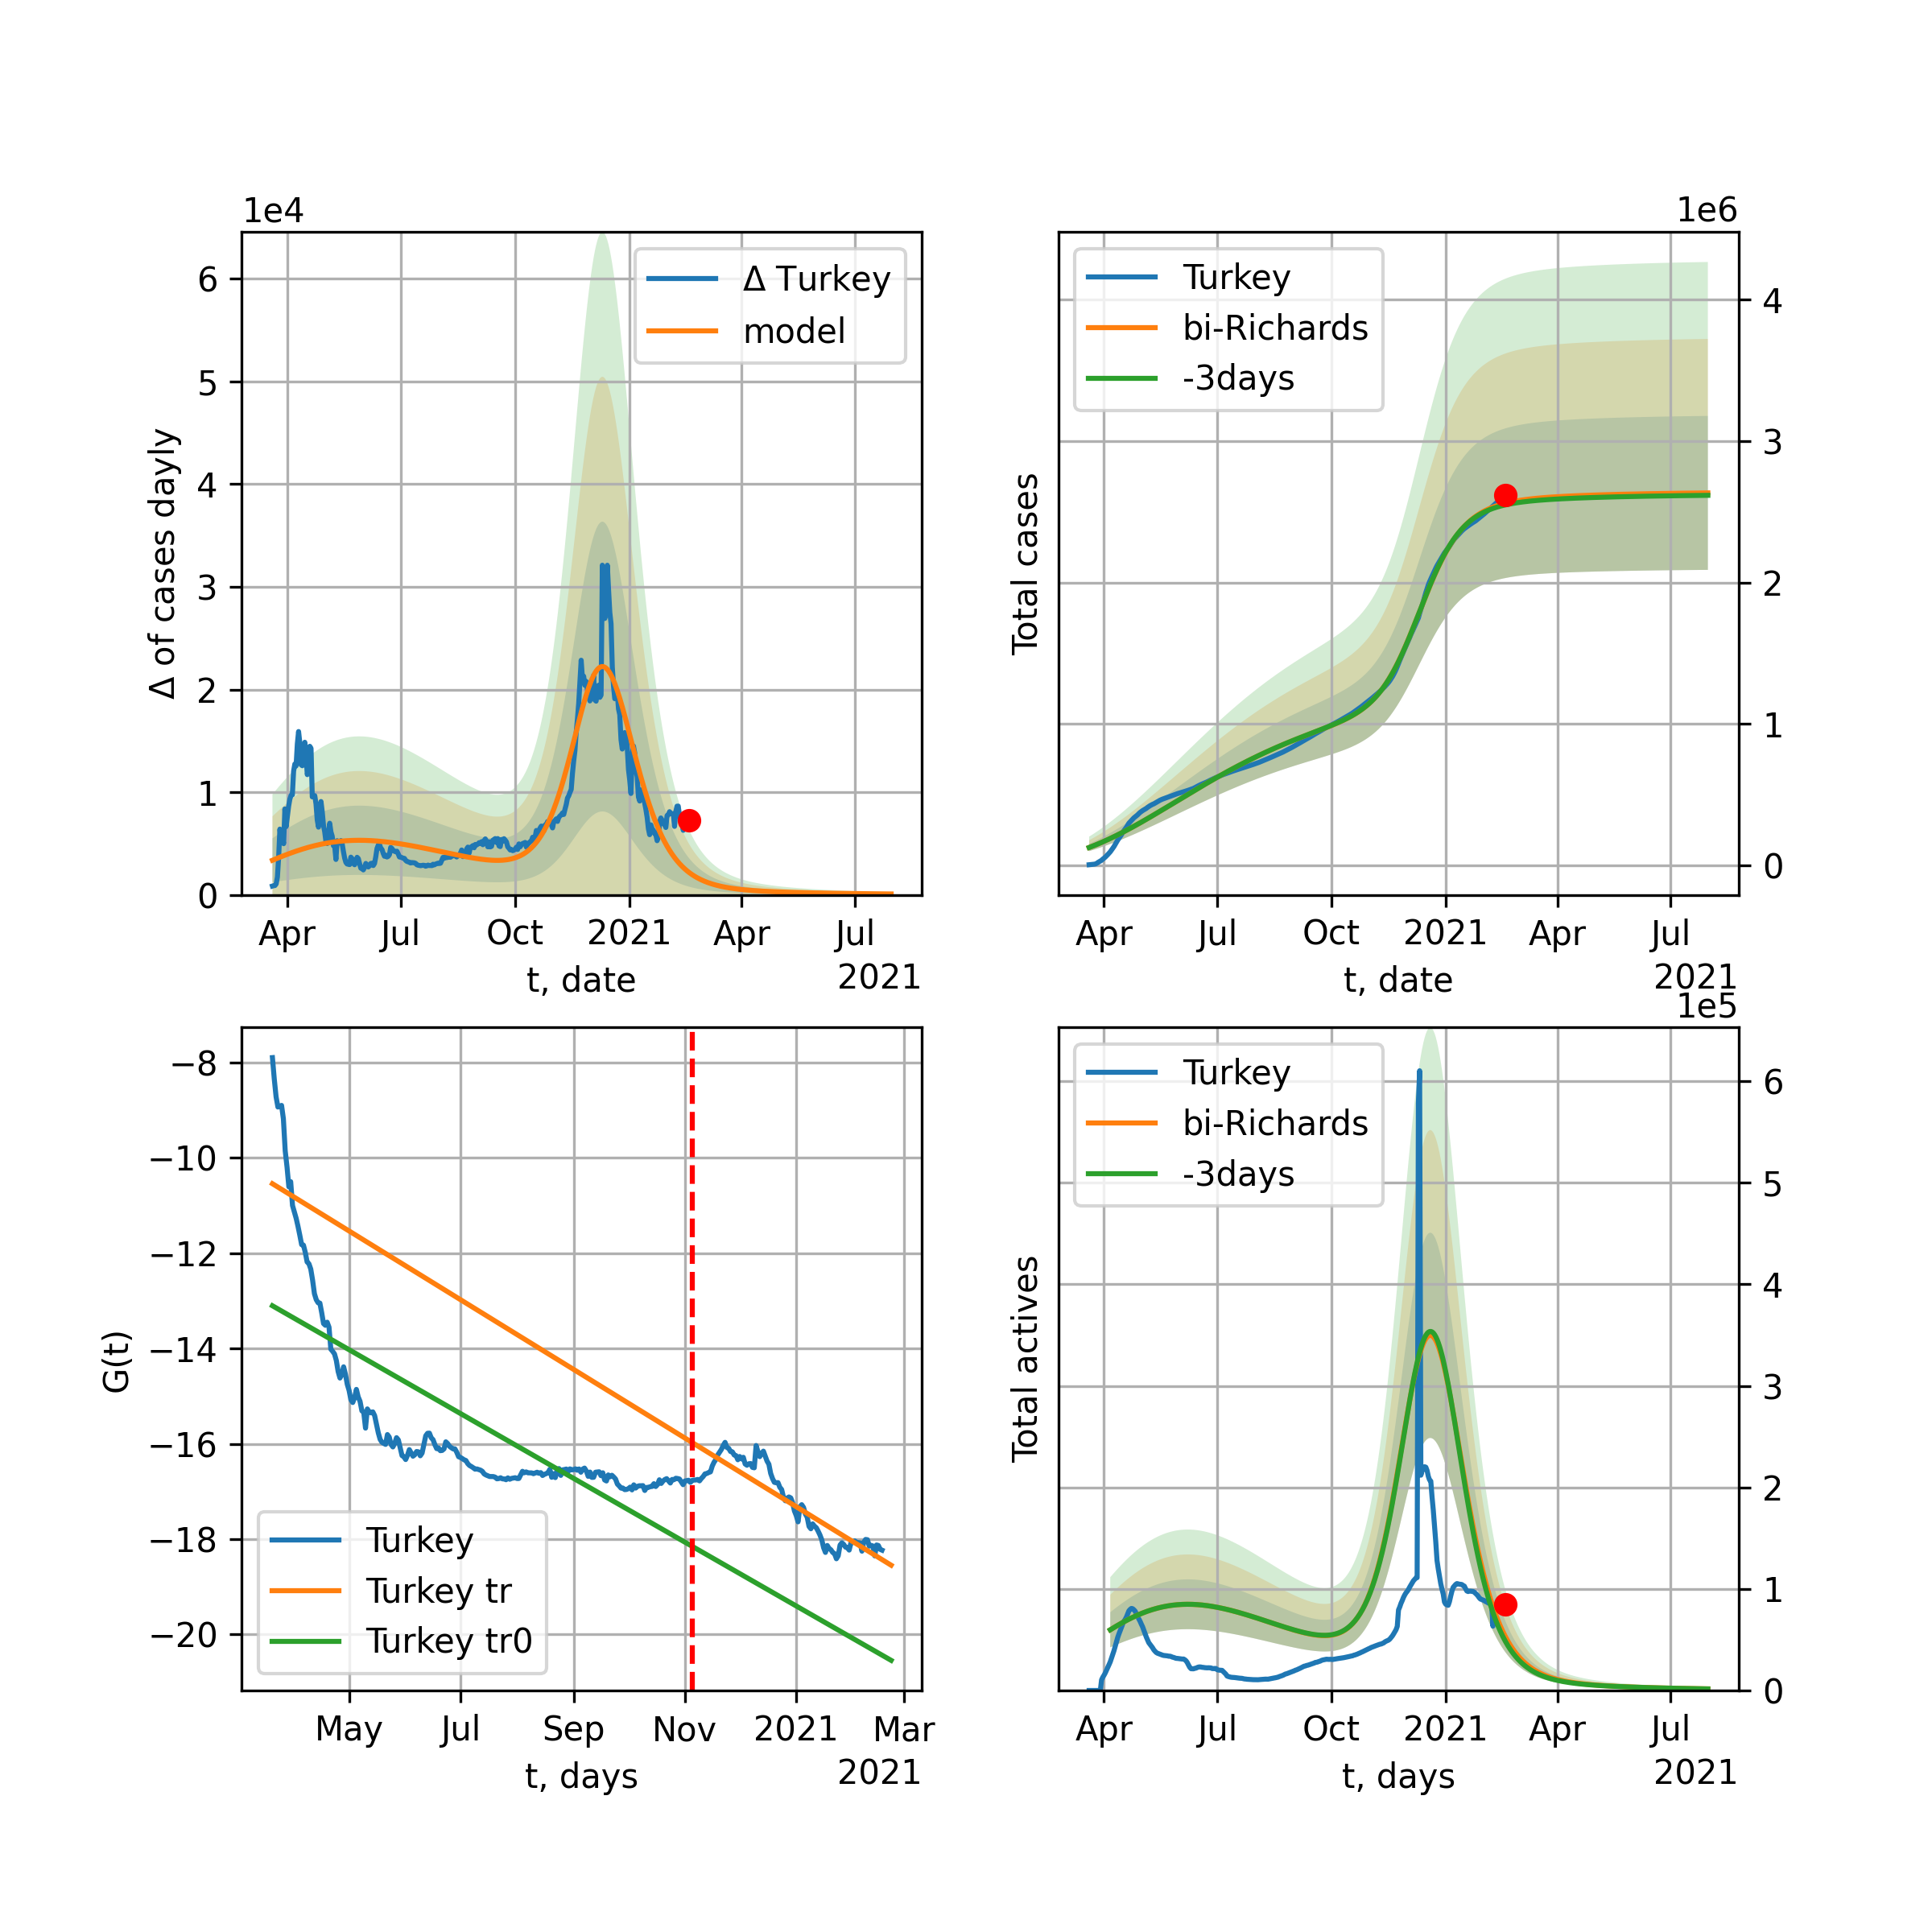 1e4
Δ of cases dayly
6
5
4
3
2
1
0
Δ Turkey
model
Apr Jul Oct 2021 Apr Jul
t, date 2021
1e6
Total cases
Turkey
bi-Richards
-3days
4
3
2
1
0
Apr Jul Oct 2021 Apr Jul
t, date 2021
G(t)
−8
−10
−12
−14
−16
−18
−20
Turkey
Turkey tr
Turkey tr0
May Jul Sep Nov 2021 Mar
t, days 2021
1e5
Total actives
Turkey
bi-Richards
-3days
6
5
4
3
2
1
0
Apr Jul Oct 2021 Apr Jul
t, days 2021